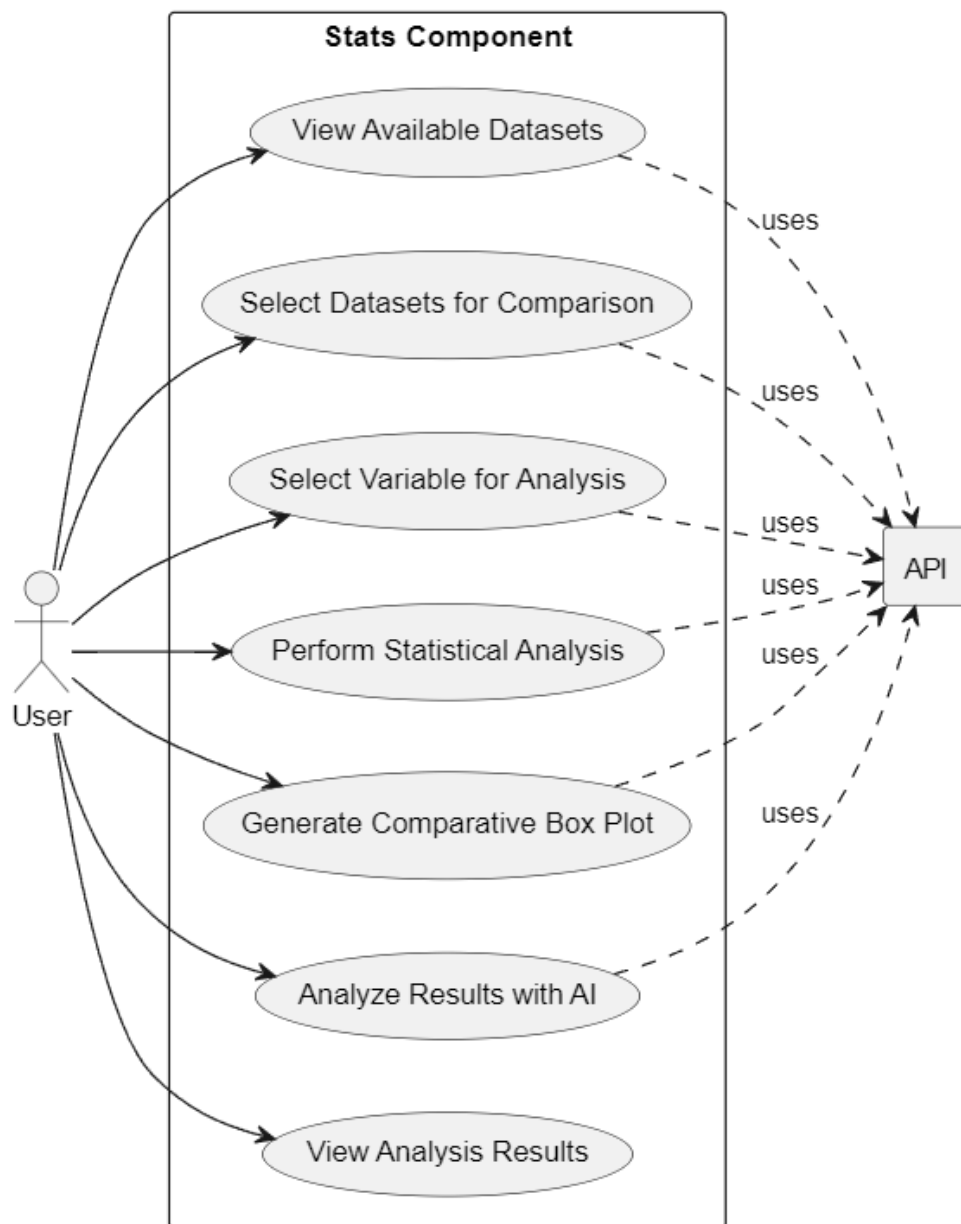 Stats Component
View Available Datasets
uses
Select Datasets for Comparison
uses
Select Variable for Analysis
uses
API
uses
Perform Statistical Analysis
uses
User
Generate Comparative Box Plot
uses
Analyze Results with AI
View Analysis Results